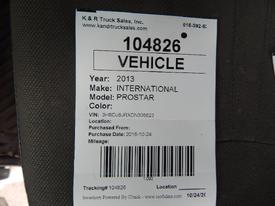 K & R Truck Sales, Inc.
www.kandrtrucksales.com
104826
VEHICLE
Year: 2013
Make: INTERNATIONAL
Model: PROSTAR
Color:
VIN:
Location:
Purchased From:
Purchase Date:
Tracking# 104826
Location